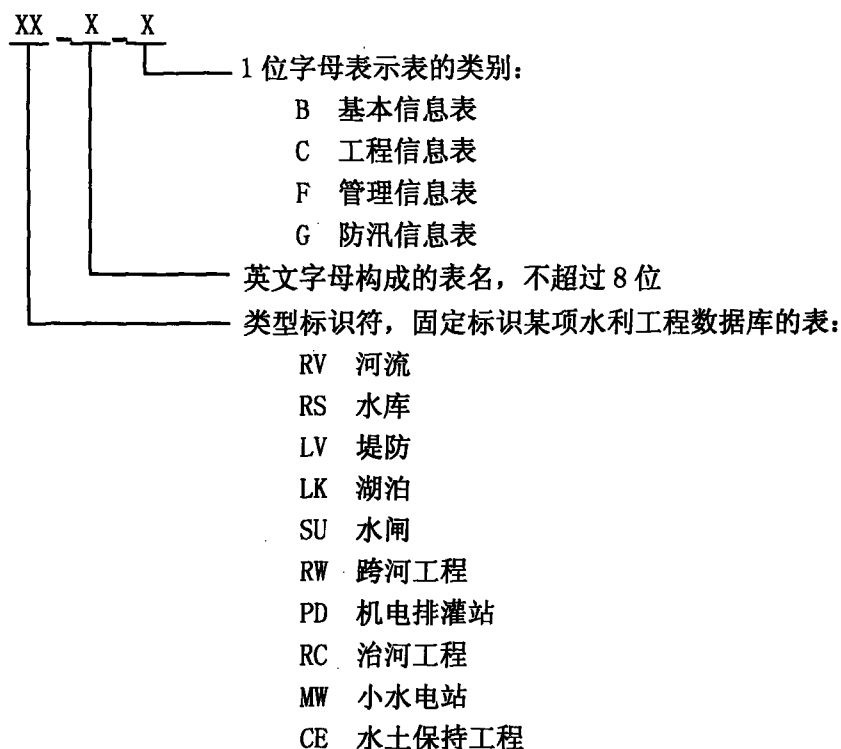 XX _ X _ X
1 位字母表示表的类别：
B 基本信息表
C 工程信息表
F 管理信息表
G 防汛信息表
英文字母构成的表名，不超过 8 位
类型标识符，固定标识某项水利工程数据库的表：
RV 河流
RS 水库
LV 堤防
LK 湖泊
SU 水闸
RW 跨河工程
PD 机电排灌站
RC 治河工程
MW 小水电站
CE 水土保持工程